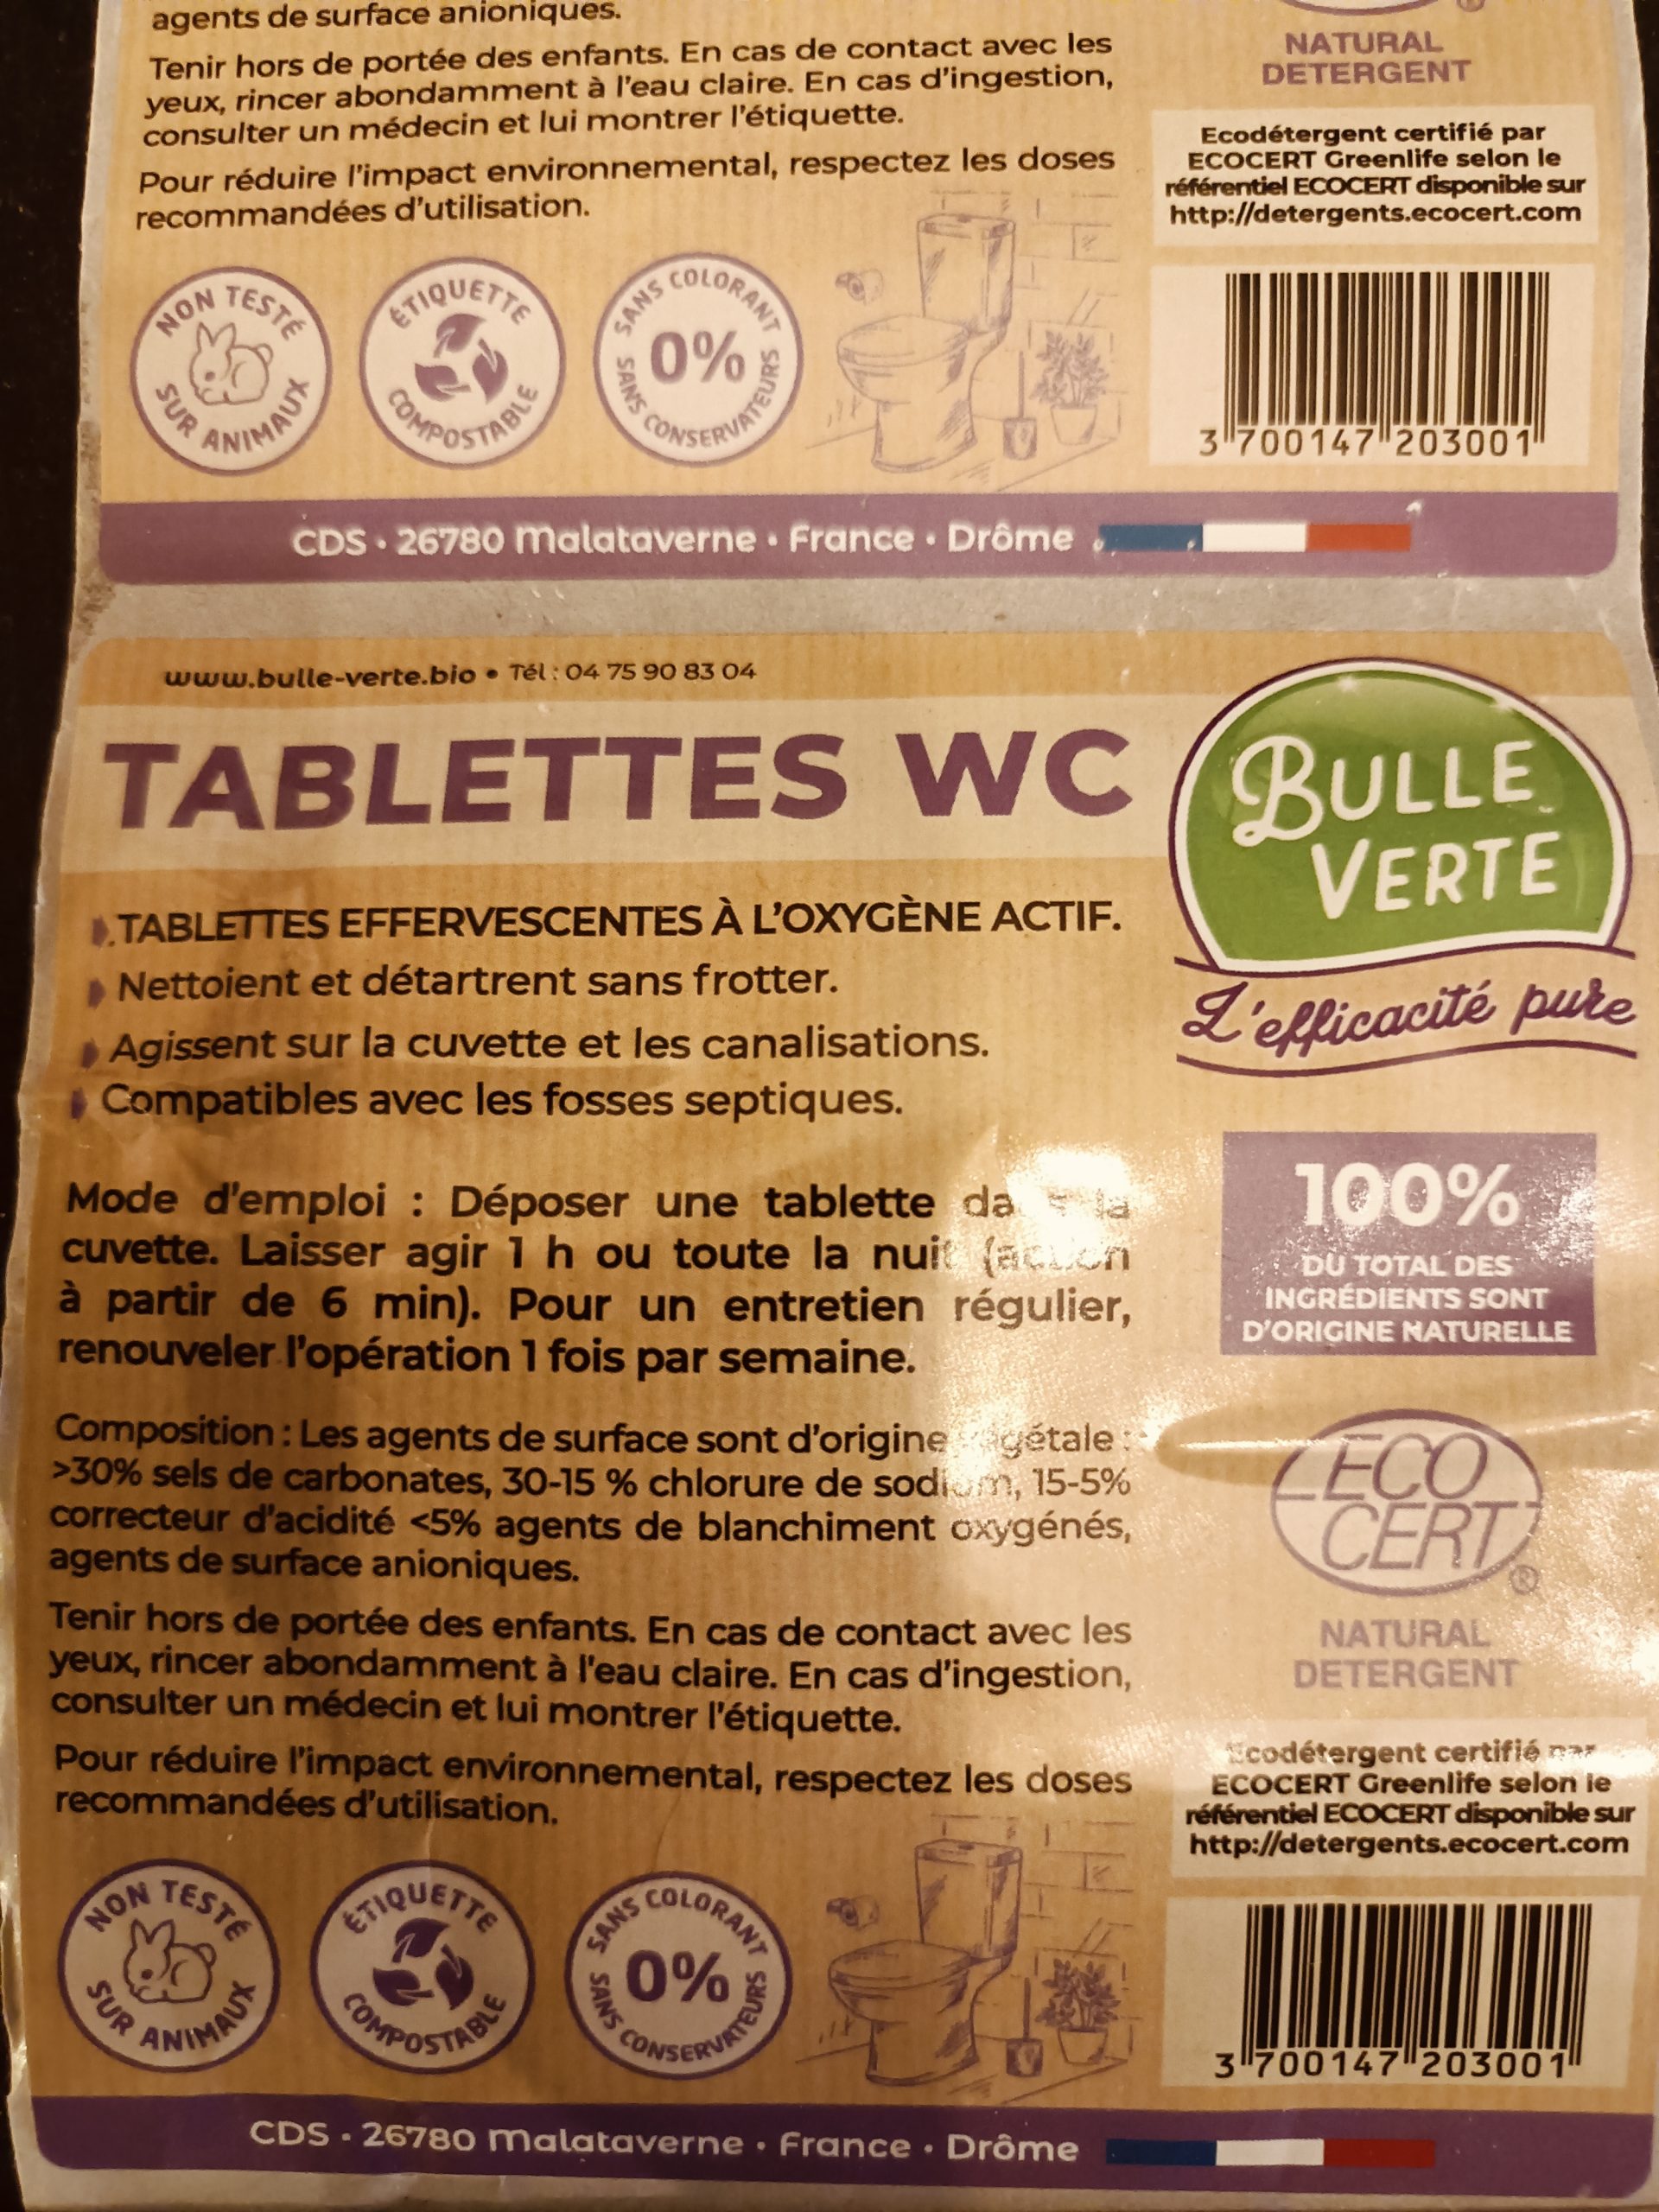 agents de surface anioniques.
Tenir hors de portée des enfants. En cas de contact avec les
yeux, rincer abondamment à l'eau claire. En cas d'ingestion,
consulter un médecin et lui montrer l'étiquette.
Pour réduire l'impact environnemental, respectez les doses
recommandées d'utilisation.
®
NATURAL
DETERGENT
Ecodétergent certifié par
ECOCERT Greenlife selon le
référentiel ECOCERT disponible sur
http://detergents.ecocert.com
NON TESTÉ
SUR ANIMAUX
ÉTIQUETTE
COMPOSTABLE
SANS COLORANT
0%
SANS CONSERVATEURS
3 700147 203001
CDS • 26780 Malataverne • France • Drôme
www.bulle-verte.bio • Tél : 04 75 90 83 04
TABLETTES WC
BULLE
VERTE
L'efficacité pure
TABLETTES EFFERVESCENTES À L'OXYGÈNE ACTIF.
Nettoient et détartrent sans frotter.
Agissent sur la cuvette et les canalisations.
Compatibles avec les fosses septiques.
Mode d'emploi : Déposer une tablette dans la
cuvette. Laisser agir 1 h ou toute la nuit (action
à partir de 6 min). Pour un entretien régulier,
renouveler l'opération 1 fois par semaine.
100%
DU TOTAL DES
INGRÉDIENTS SONT
D'ORIGINE NATURELLE
Composition : Les agents de surface sont d'origine végétale :
>30% sels de carbonates, 30-15 % chlorure de sodium, 15-5%
correcteur d'acidité <5% agents de blanchiment oxygénés,
agents de surface anioniques.
ECO
CERT
®
NATURAL
DETERGENT
Tenir hors de portée des enfants. En cas de contact avec les
yeux, rincer abondamment à l'eau claire. En cas d'ingestion,
consulter un médecin et lui montrer l'étiquette.
Pour réduire l'impact environnemental, respectez les doses
recommandées d'utilisation.
Ecodétergent certifié par
ECOCERT Greenlife selon le
référentiel ECOCERT disponible sur
http://detergents.ecocert.com
NON TESTÉ
SUR ANIMAUX
ÉTIQUETTE
COMPOSTABLE
SANS COLORANT
0%
SANS CONSERVATEURS
3 700147 203001
CDS • 26780 Malataverne • France • Drôme